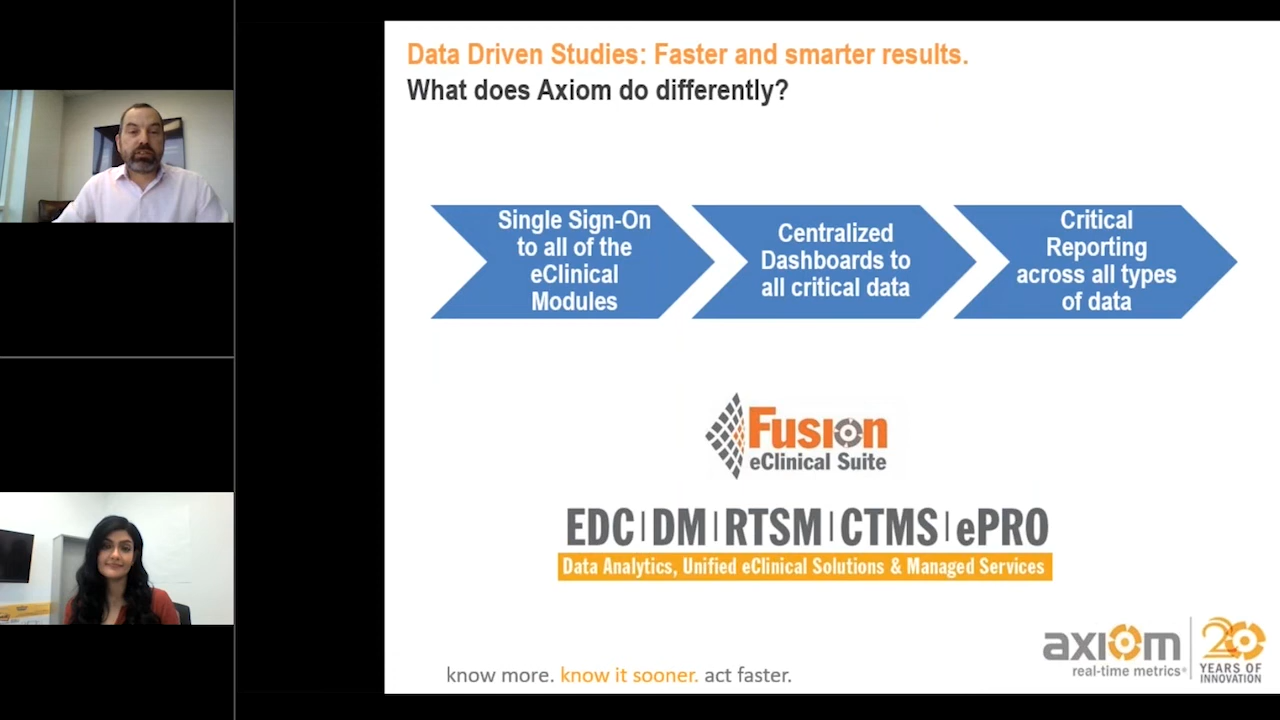 Data Driven Studies: Faster and smarter results.
What does Axiom do differently?
Single Sign-On
to all of the
eClinical
Modules
Centralized
Dashboards to
all critical data
Critical
Reporting
across all types
of data
Fusion
eClinical Suite
EDC|DM|RTSM|CTMS|ePRO
Data Analytics, Unified eClinical Solutions & Managed Services
know more. know it sooner. act faster.
axiom
real-time metrics®
20
YEARS OF
INNOVATION